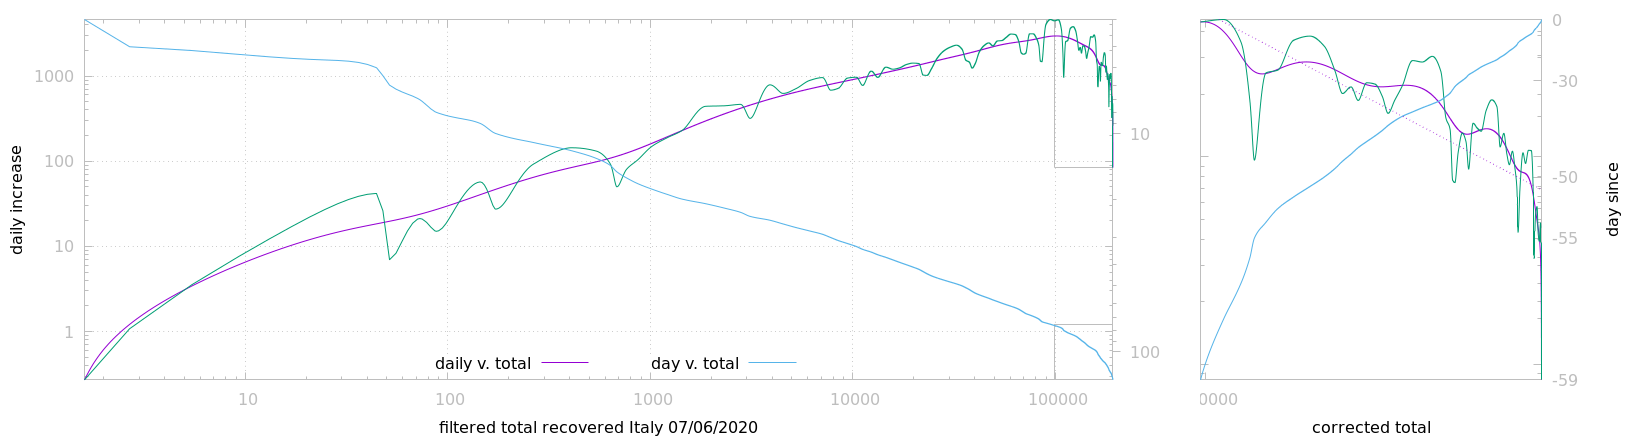 1000
100
10
1
daily increase
10
100
1000
10000
100000
filtered total recovered Italy 07/06/2020
daily v. total
day v. total
10
100
0
-30
-50
-55
-59
day since
0000
corrected total